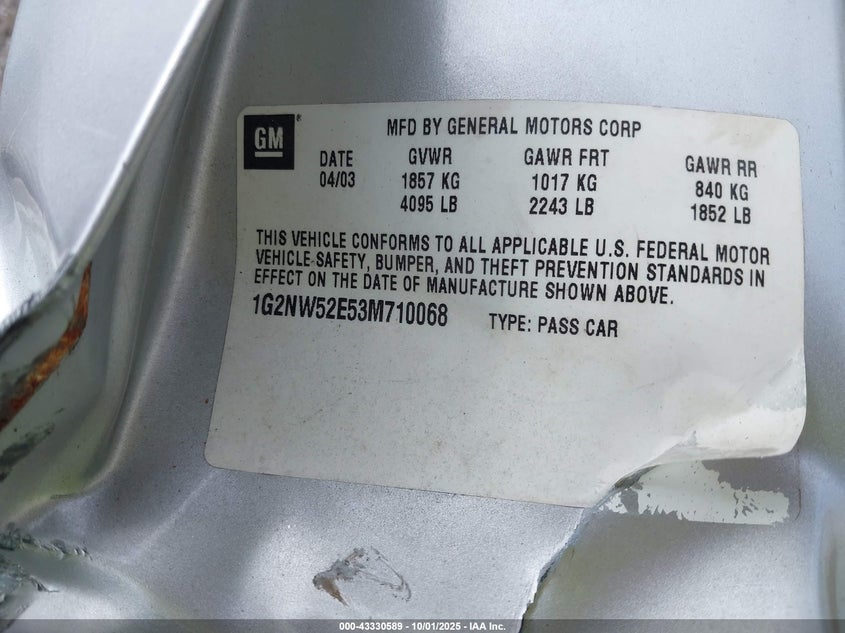 GM®
MFD BY GENERAL MOTORS CORP
DATE GVWR GAWR FRT GAWR RR
04/03 1857 KG 1017 KG 840 KG
4095 LB 2243 LB 1852 LB
THIS VEHICLE CONFORMS TO ALL APPLICABLE U.S. FEDERAL MOTOR
VEHICLE SAFETY, BUMPER, AND THEFT PREVENTION STANDARDS IN
EFFECT ON THE DATE OF MANUFACTURE SHOWN ABOVE.
1G2NW52E53M710068 TYPE: PASS CAR
000-43330589 - 10/01/2025 - IAA Inc.